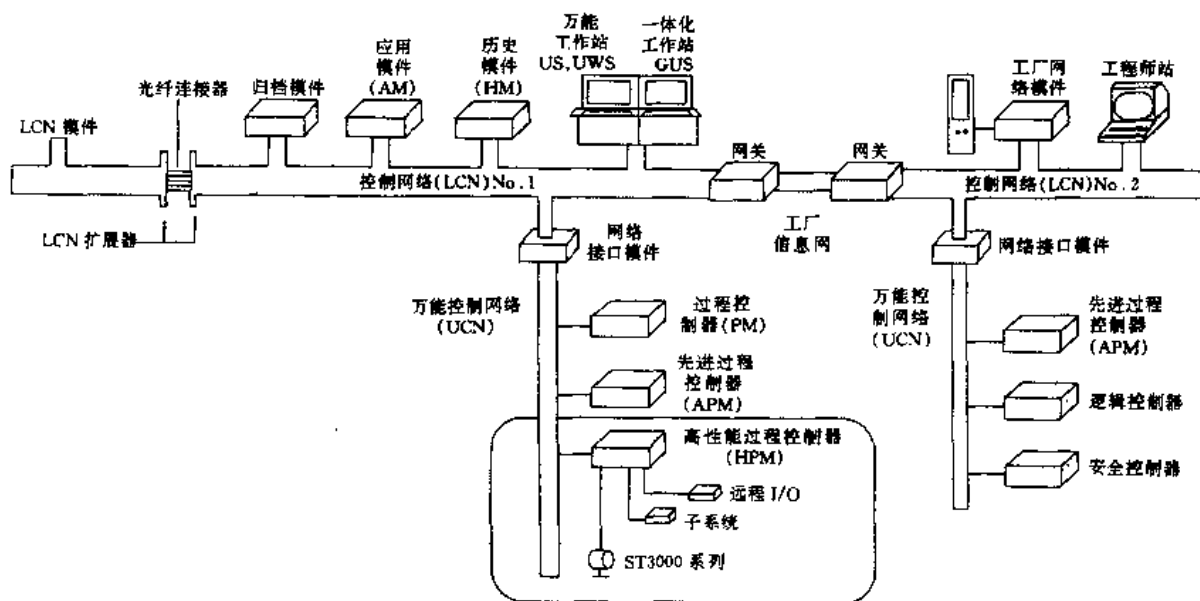 万能
工作站
US,UWS
一体化
工作站
GUS
应用
模件
(AM)
历史
模件
(HM)
光纤连接器
归档模件
工厂网
络模件
工程师站
LCN 模件
网关
网关
控制网络(LCN)No.1
控制网络(LCN)No.2
LCN 扩展器
工厂
信息网
网络
接口模件
网络接口模件
万能控制网络
(UCN)
过程控
制器(PM)
万能控
制网络
(UCN)
先进过程
控制器
(APM)
先进过程
控制器
(APM)
逻辑控制器
高性能过程控制器
(HPM)
安全控制器
远程 I/O
子系统
ST3000 系列